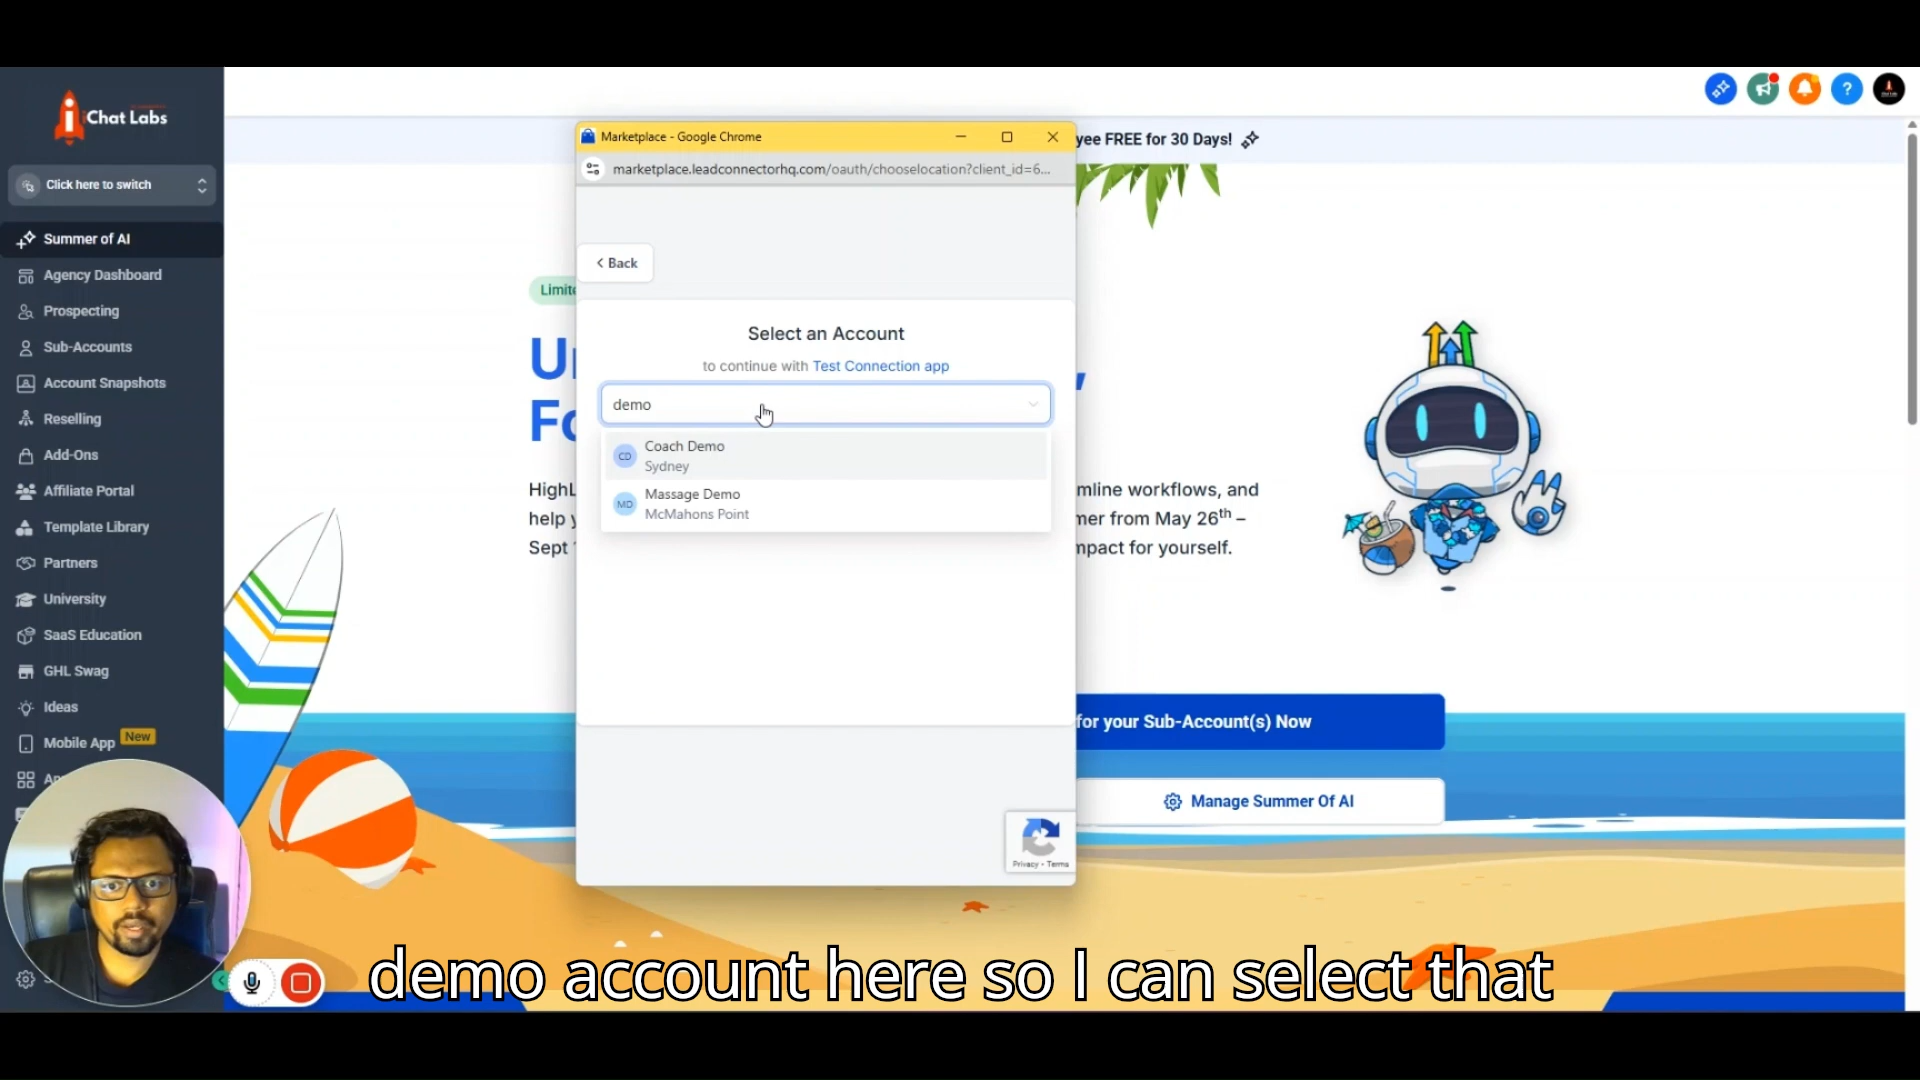 iChat Labs
Click here to switch
Summer of AI
Agency Dashboard
Prospecting
Sub-Accounts
Account Snapshots
Reselling
Add-Ons
Affiliate Portal
Template Library
Partners
University
SaaS Education
GHL Swag
Ideas
Mobile App New
yee FREE for 30 Days!
Limite
HighL
help y
Sept
mline workflows, and
mer from May 26th –
mpact for yourself.
for your Sub-Account(s) Now
Manage Summer Of AI
Marketplace - Google Chrome
marketplace.leadconnectorhq.com/oauth/chooselocation?client_id=6...
< Back
Select an Account
to continue with Test Connection app
demo
CD Coach Demo
Sydney
MD Massage Demo
McMahons Point
Privacy - Terms
demo account here so I can select that